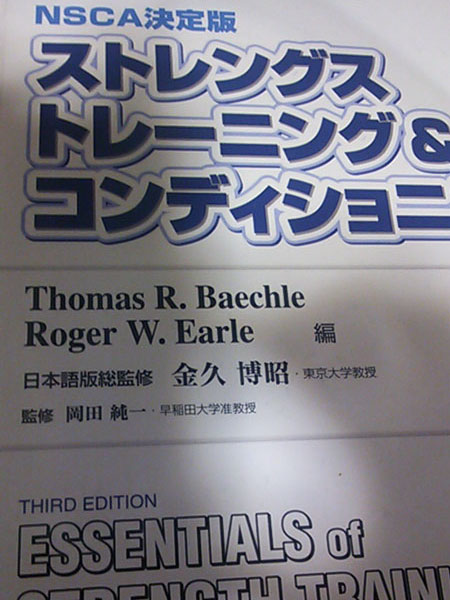 NSCA決定版
ストレングス
トレーニング&
コンディショニ
Thomas R. Baechle
Roger W. Earle 編
日本語版総監修 金久 博昭・東京大学教授
監修 岡田 純一・早稲田大学准教授
THIRD EDITION
ESSENTIALS of
STRENGTH TRAINI